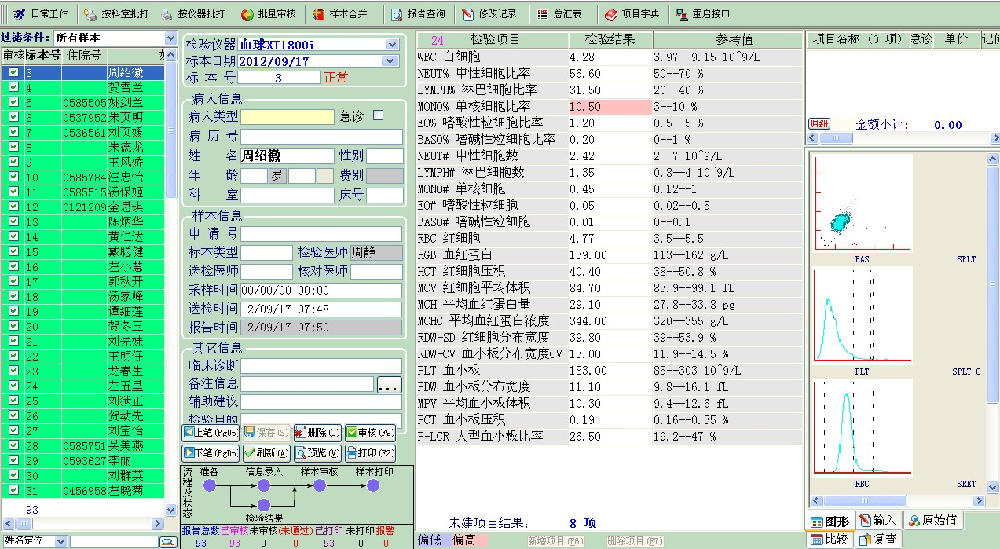 日常工作 按科室批打 按仪器批打 批量审核 样本合并 报告查询 修改记录 总汇表 项目字典 重启接口
过滤条件: 所有样本
审核 标本号 住院号
3 周绍徽
4 贺雪兰
5 0585505 姚剑兰
6 0537952 朱页明
7 0536561 刘页媛
8 朱德龙
9 王风娇
10 0585784 汪忠怡
11 0585515 汤保姬
12 0121209 金思琪
13 陈炳华
14 黄仁达
15 戴聪健
16 左小慧
17 郭秋开
18 汤家峰
19 谭细莲
20 贺冬玉
21 刘先妹
22 王明仔
23 龙春生
24 左五里
25 刘狱正
26 贺动先
27 刘宝怡
28 0585751 吴美燕
29 0593627 李丽
30 刘群英
31 0456958 左晓菊
93
姓名定位
检验仪器 血球XT1800i
标本日期 2012/09/17
标 本 号 3 正常
病人信息
病人类型 急诊
病 历 号
姓 名 周绍徽 性别
年 龄 岁 费别
科 室 床号
样本信息
申 请 号
标本类型 检验医师 周静
送检医师 核对医师
采样时间 00/00/00 00:00
送检时间 12/09/17 07:48
报告时间 12/09/17 07:50
其它信息
临床诊断
备注信息 ...
辅助建议
检验目的
上笔(PgUp) 保存(S) 删除(D) 审核(F9)
下笔(PgDn) 刷新(A) 预览(V) 打印(F2)
流程及状态
准备 信息录入 样本审核 样本打印
检验结果
报告总数 已审核 未审核 (未通过) 已打印 未打印 报警
93 93 0 0 93 0 0
24 检验项目 检验结果 参考值
WBC 白细胞 4.28 3.97--9.15 10^9/L
NEUT% 中性细胞比率 56.60 50--70 %
LYMPH% 淋巴细胞比率 31.50 20--40 %
MONO% 单核细胞比率 10.50 3--10 %
EO% 嗜酸性粒细胞比率 1.20 0.5--5 %
BASO% 嗜碱性粒细胞比率 0.20 0--1 %
NEUT# 中性细胞数 2.42 2--7 10^9/L
LYMPH# 淋巴细胞数 1.35 0.8--4 10^9/L
MONO# 单核细胞 0.45 0.12--1
EO# 嗜酸性粒细胞 0.05 0.02--0.5
BASO# 嗜碱性粒细胞 0.01 0--0.1
RBC 红细胞 4.77 3.5--5.5
HGB 血红蛋白 139.00 113--162 g/L
HCT 红细胞压积 40.40 38--50.8 %
MCV 红细胞平均体积 84.70 83.9--99.1 fL
MCH 平均血红蛋白量 29.10 27.8--33.8 pg
MCHC 平均血红蛋白浓度 344.00 320--355 g/L
RDW-SD 红细胞分布宽度 39.80 39--53.9 %
RDW-CV 血小板分布宽度CV 13.00 11.9--14.5 %
PLT 血小板 183.00 85--303 10^9/L
PDW 血小板分布宽度 11.10 9.8--16.1 fL
MPV 平均血小板体积 10.30 9.4--12.6 fL
PCT 血小板压积 0.19 0.16--0.35 %
P-LCR 大型血小板比率 26.50 19.2--47 %
未建项目结果: 8 项
偏低 偏高 新增项目(F6) 删除项目(F7)
项目名称 (0 项) 急诊 单价 记价
归组 金额小计: 0.00
BAS SPLT
PLT SPLT-O
RBC SRET
图形 输入 原始值
比较 复查